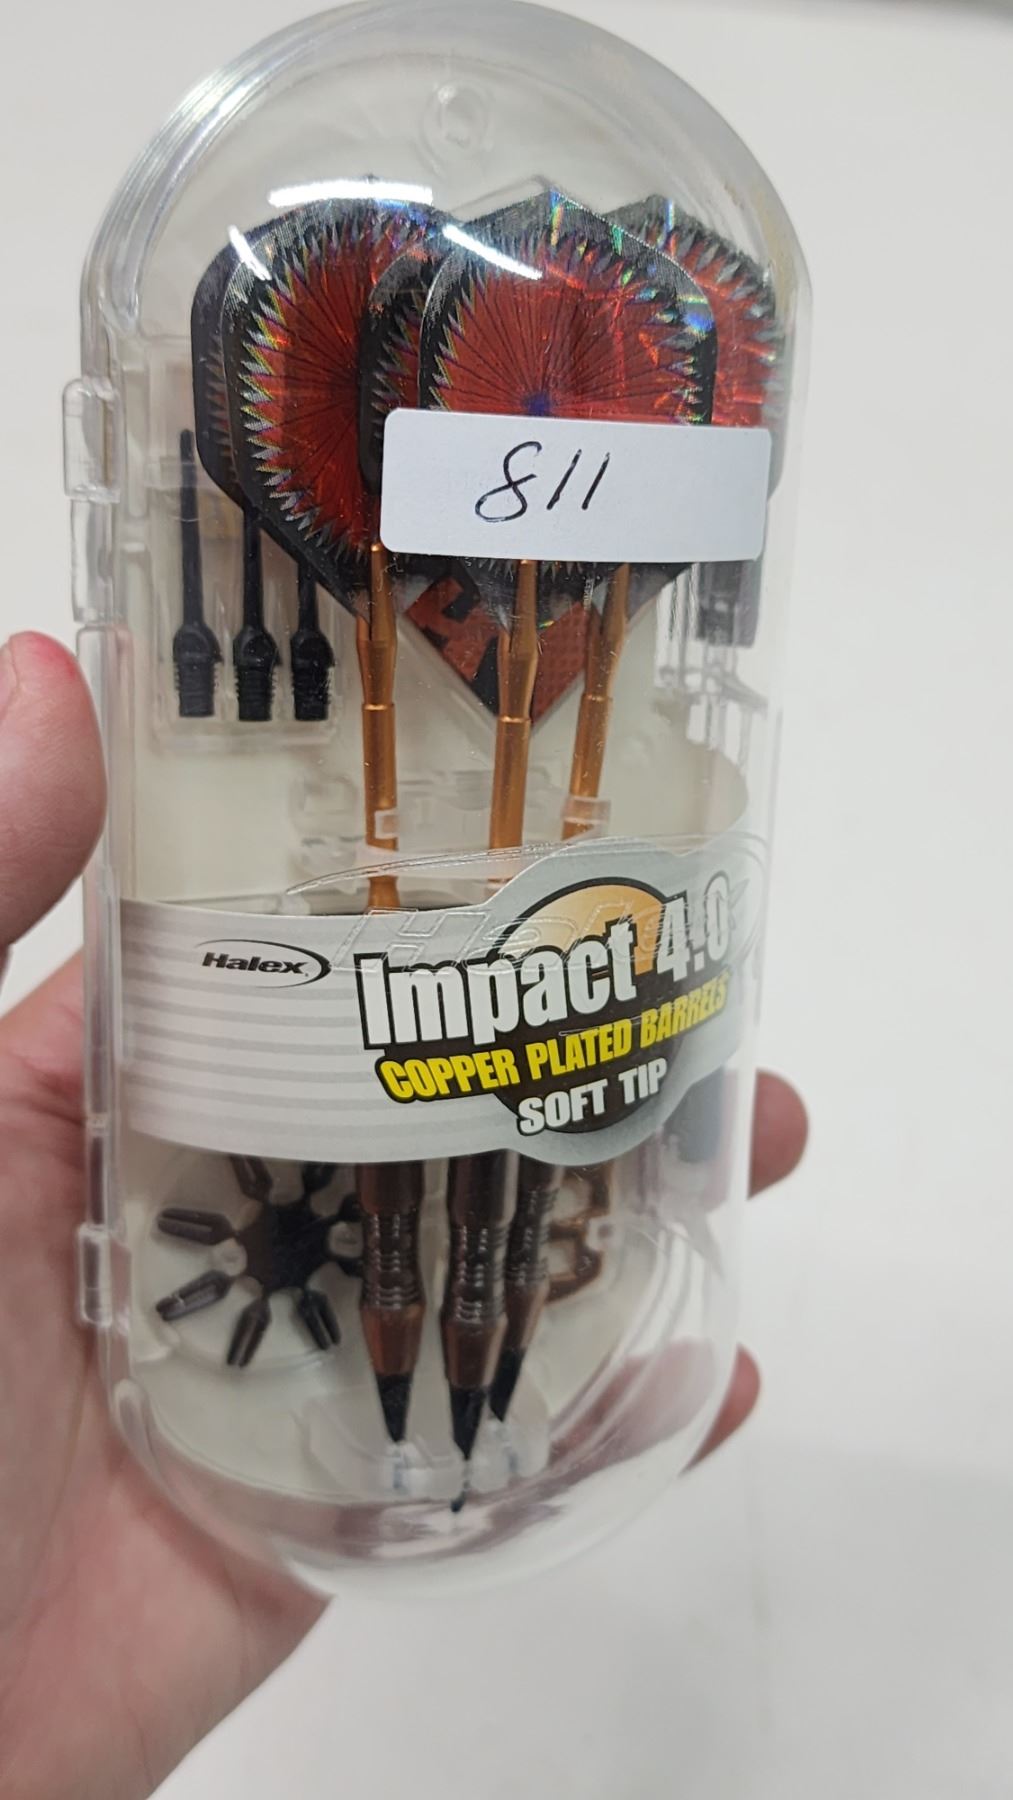 811
Halex
Impact 4.0
COPPER PLATED BARRELS
SOFT TIP